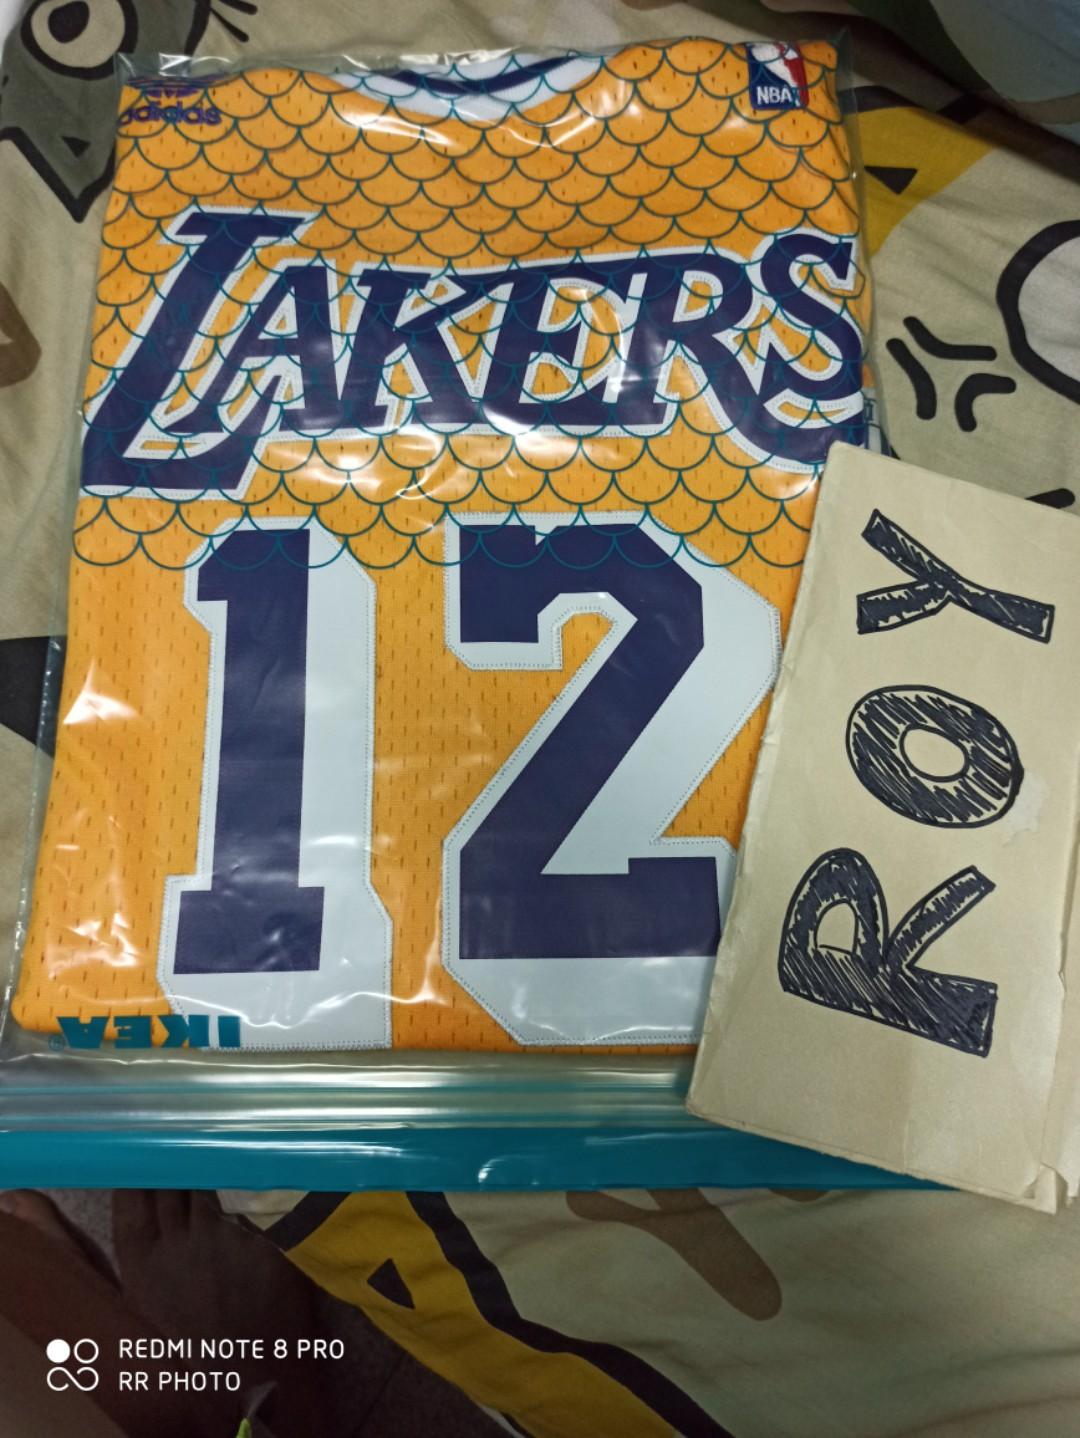 adidas
NBA
LAKERS
12
ROY
IKEA®
REDMI NOTE 8 PRO
RR PHOTO